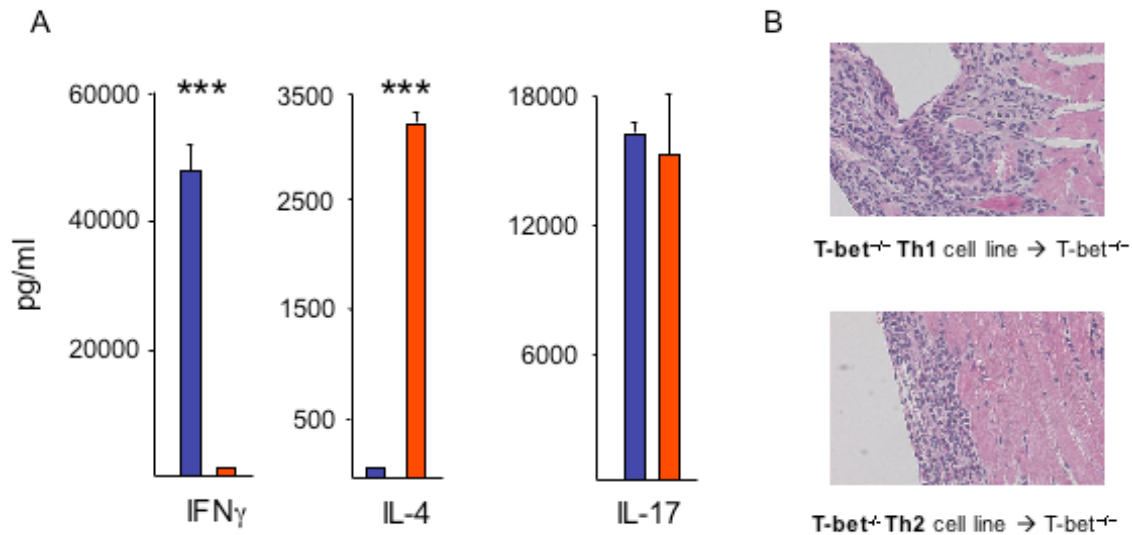 A
B
pg/ml
***
60000
40000
20000
IFNγ
***
3500
2500
1500
500
IL-4
18000
12000
6000
IL-17
T-bet⁻/⁻ Th1 cell line → T-bet⁻/⁻
T-bet⁻/⁻ Th2 cell line → T-bet⁻/⁻